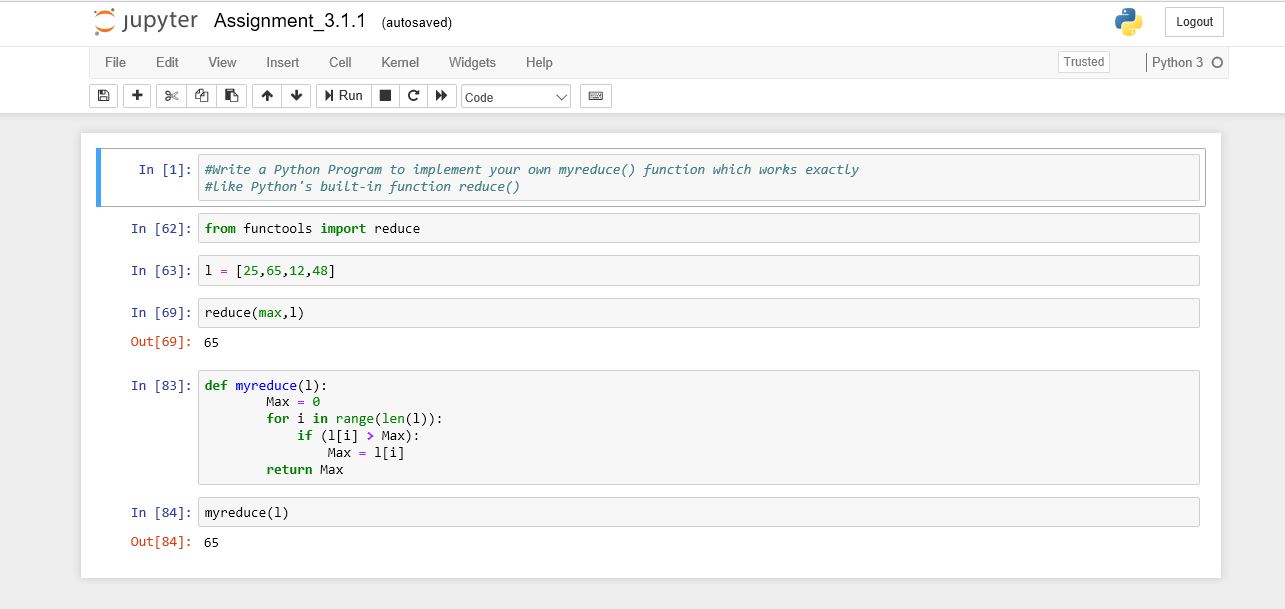 jupyter Assignment_3.1.1 (autosaved) Logout
File Edit View Insert Cell Kernel Widgets Help Trusted Python 3
Run Code
In [1]: #Write a Python Program to implement your own myreduce() function which works exactly
#like Python's built-in function reduce()
In [62]: from functools import reduce
In [63]: l = [25,65,12,48]
In [69]: reduce(max,l)
Out[69]: 65
In [83]: def myreduce(l):
Max = 0
for i in range(len(l)):
if (l[i] > Max):
Max = l[i]
return Max
In [84]: myreduce(l)
Out[84]: 65